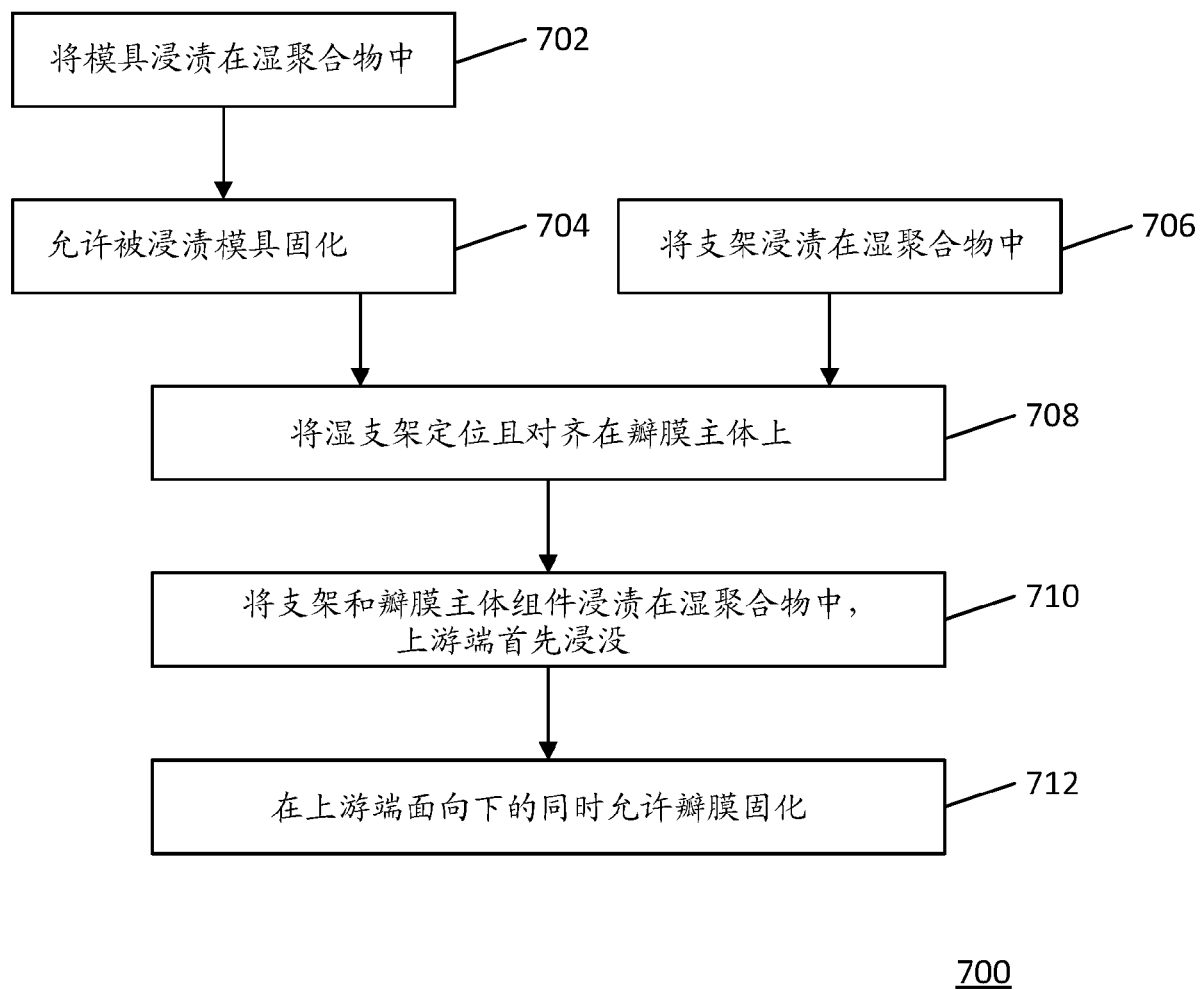 将模具浸渍在湿聚合物中
702
允许被浸渍模具固化
704
将支架浸渍在湿聚合物中
706
将湿支架定位且对齐在瓣膜主体上
708
将支架和瓣膜主体组件浸渍在湿聚合物中，
上游端首先浸没
710
在上游端面向下的同时允许瓣膜固化
712
700